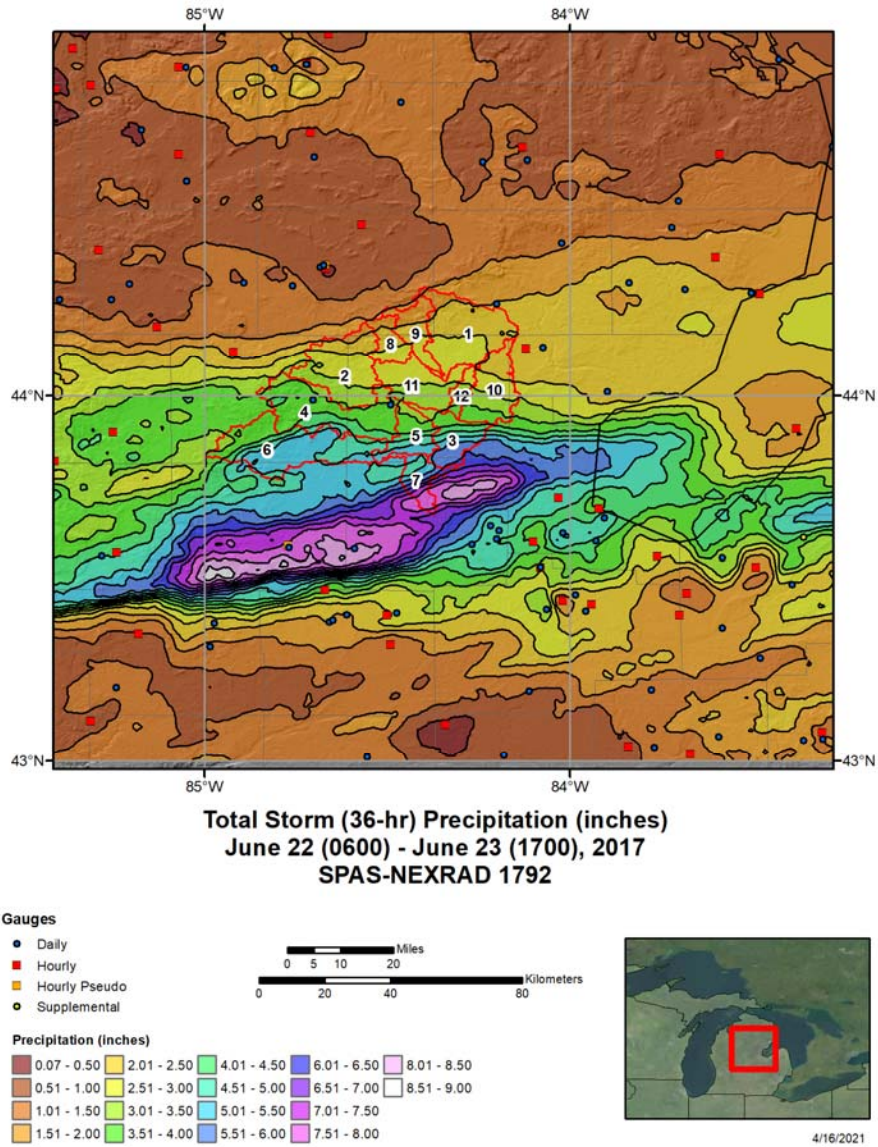 85°W 84°W
1
9
8
2
11
10
12
44°N 44°N
4
5
3
6
7
43°N 43°N
85°W 84°W
Total Storm (36-hr) Precipitation (inches)
June 22 (0600) - June 23 (1700), 2017
SPAS-NEXRAD 1792
Gauges
Daily
Hourly
Hourly Pseudo
Supplemental
Miles
0 5 10 20
Kilometers
0 20 40 80
Precipitation (inches)
0.07 - 0.50 2.01 - 2.50 4.01 - 4.50 6.01 - 6.50 8.01 - 8.50
0.51 - 1.00 2.51 - 3.00 4.51 - 5.00 6.51 - 7.00 8.51 - 9.00
1.01 - 1.50 3.01 - 3.50 5.01 - 5.50 7.01 - 7.50
1.51 - 2.00 3.51 - 4.00 5.51 - 6.00 7.51 - 8.00
4/16/2021